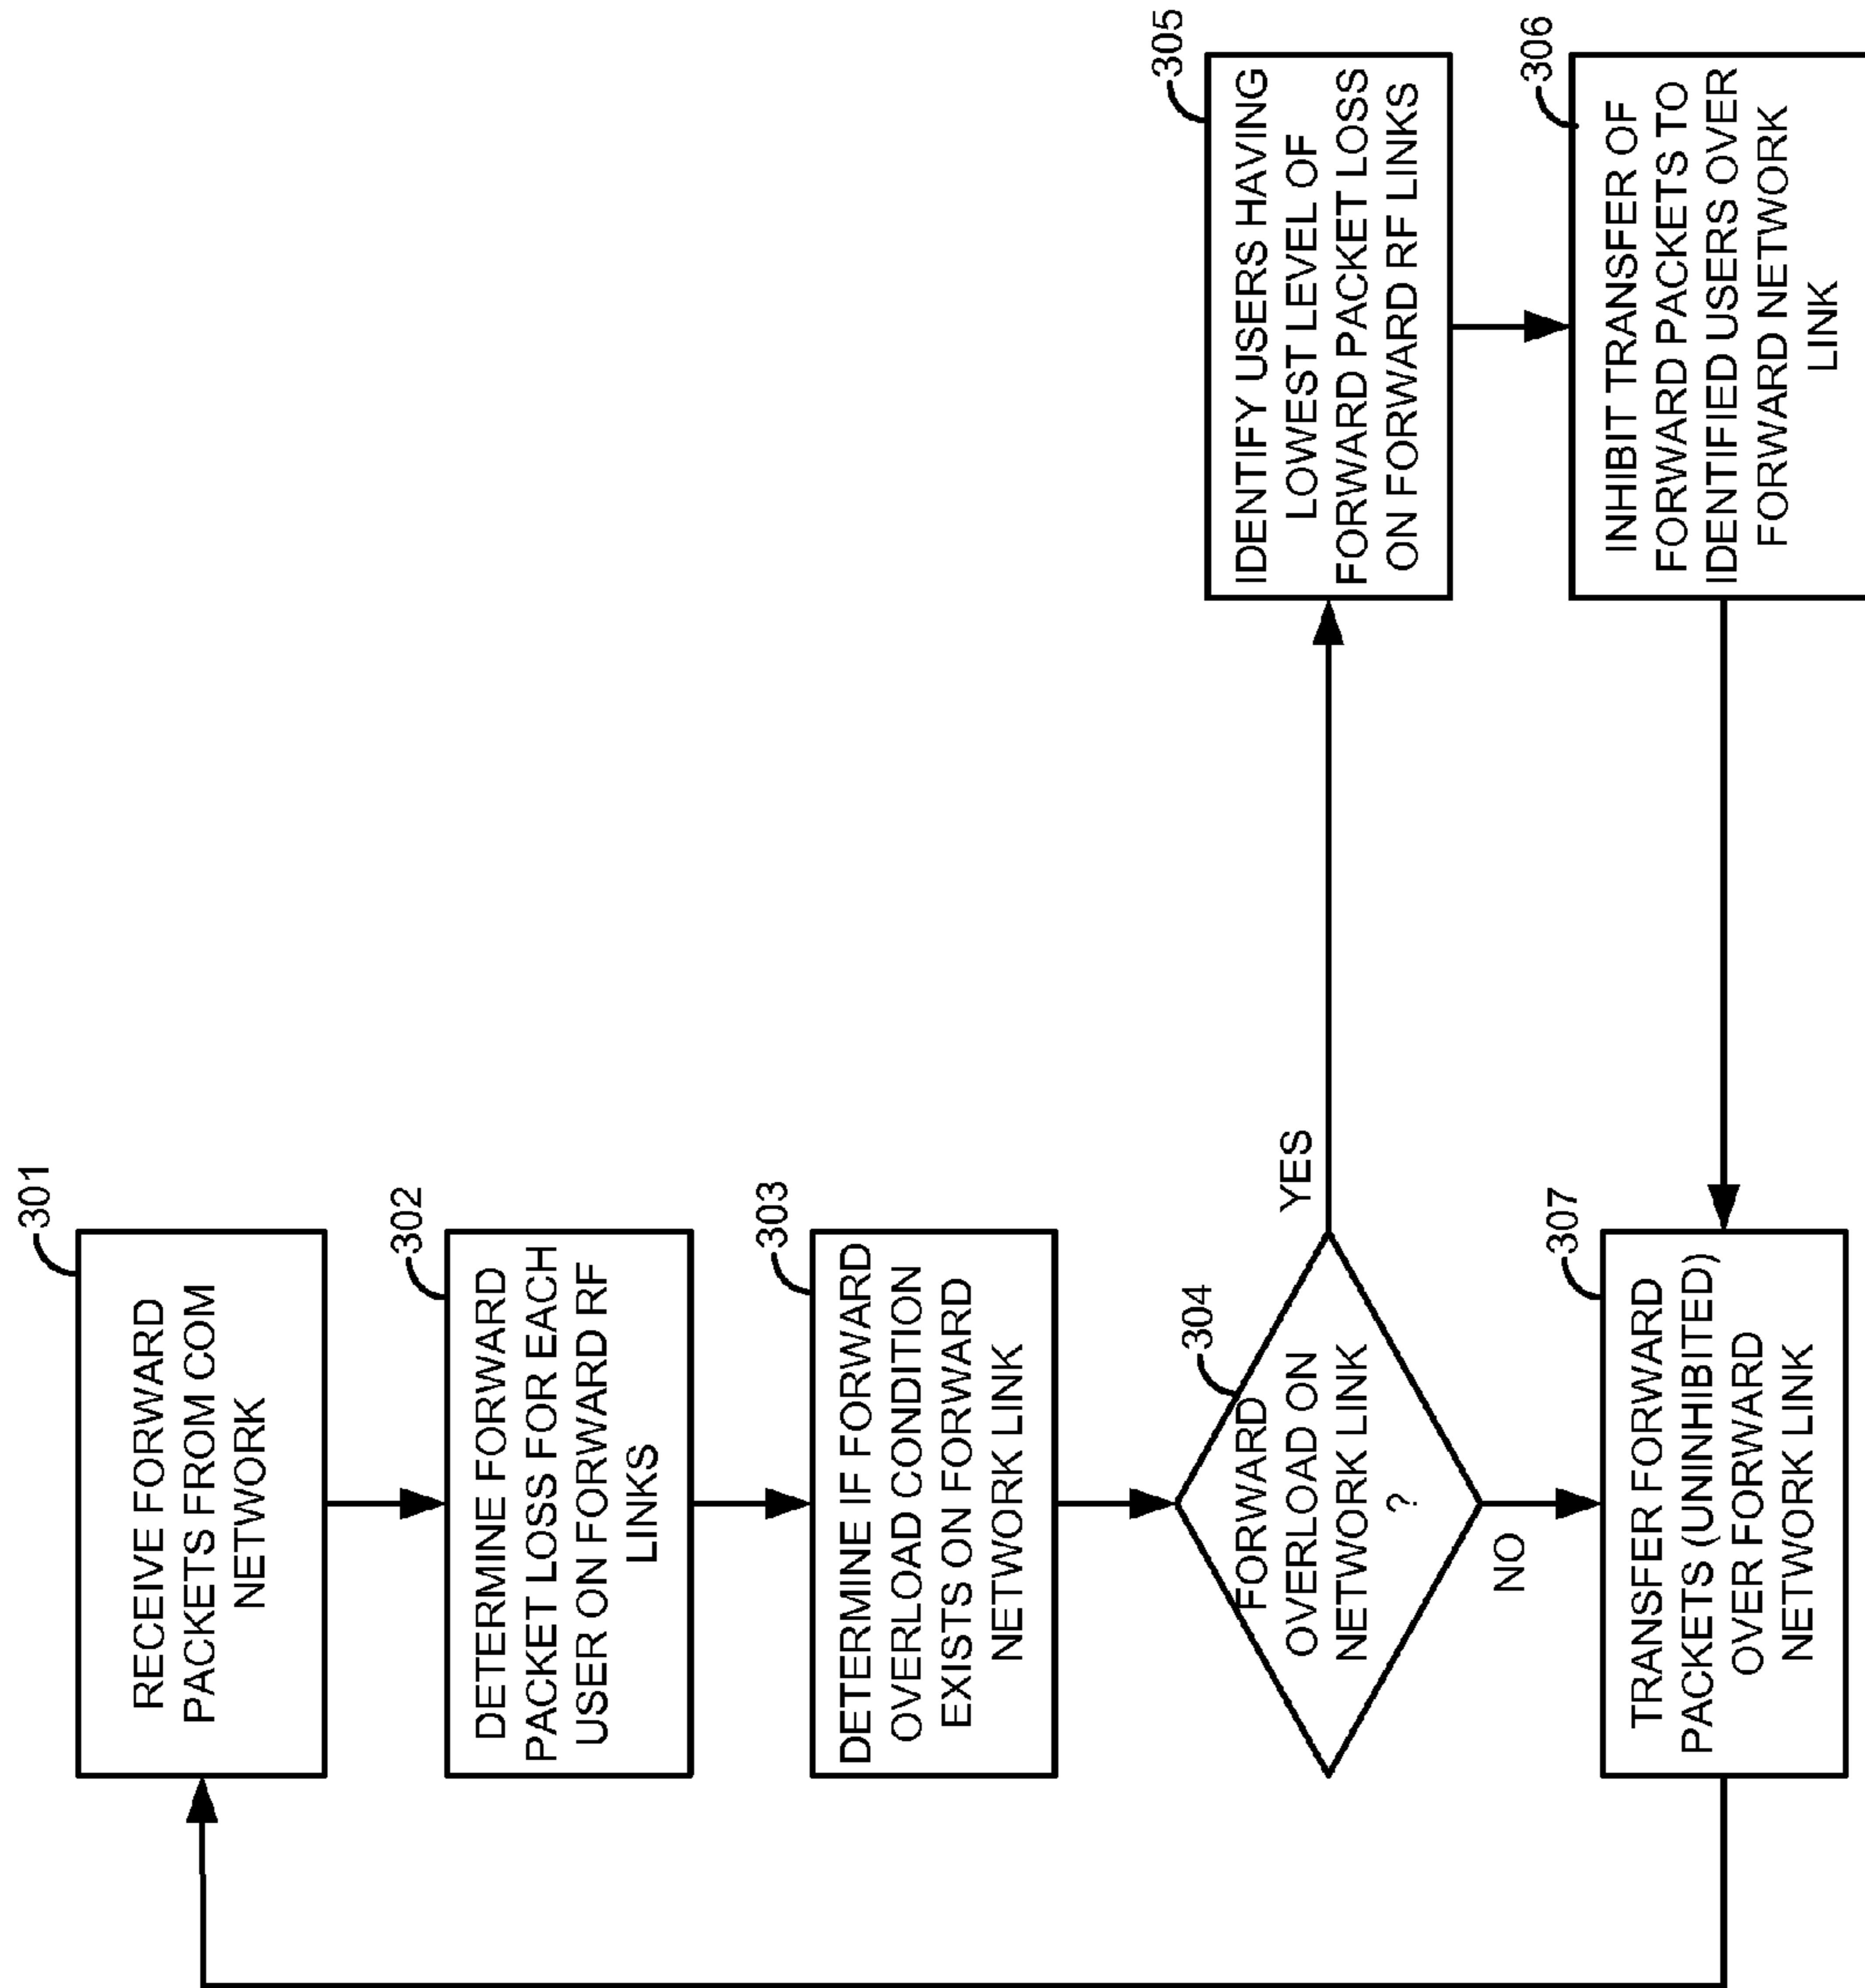 301
RECEIVE FORWARD
PACKETS FROM COM
NETWORK
302
DETERMINE FORWARD
PACKET LOSS FOR EACH
USER ON FORWARD RF
LINKS
303
DETERMINE IF FORWARD
OVERLOAD CONDITION
EXISTS ON FORWARD
NETWORK LINK
304
FORWARD
OVERLOAD ON
NETWORK LINK
?
YES
NO
305
IDENTIFY USERS HAVING
LOWEST LEVEL OF
FORWARD PACKET LOSS
ON FORWARD RF LINKS
306
INHIBIT TRANSFER OF
FORWARD PACKETS TO
IDENTIFIED USERS OVER
FORWARD NETWORK
LINK
307
TRANSFER FORWARD
PACKETS (UNINHIBITED)
OVER FORWARD
NETWORK LINK